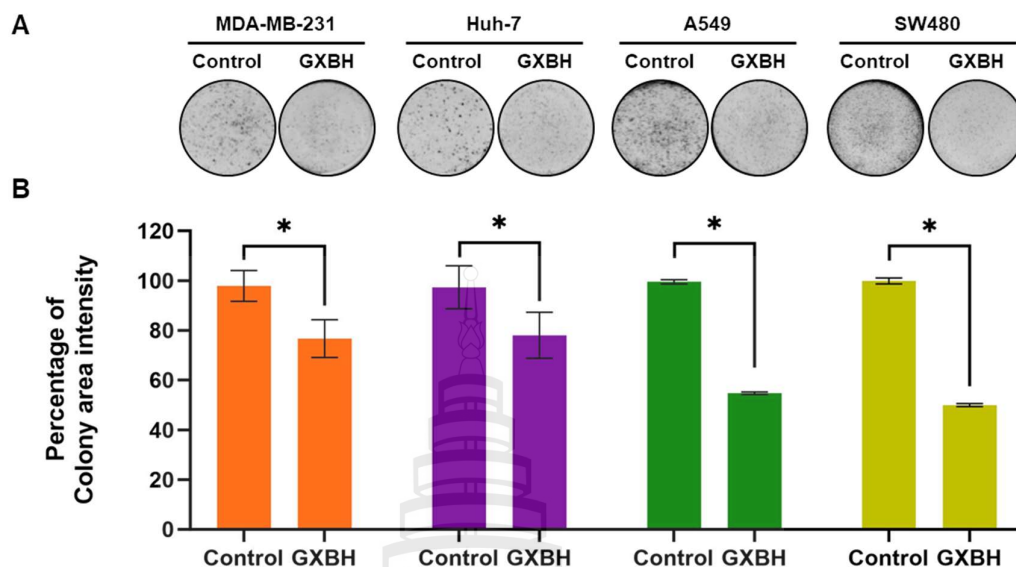 A
MDA-MB-231 Huh-7 A549 SW480
Control GXBH Control GXBH Control GXBH Control GXBH
B
Percentage of
Colony area intensity
120
100
80
60
40
20
0
* * * *
Control GXBH Control GXBH Control GXBH Control GXBH